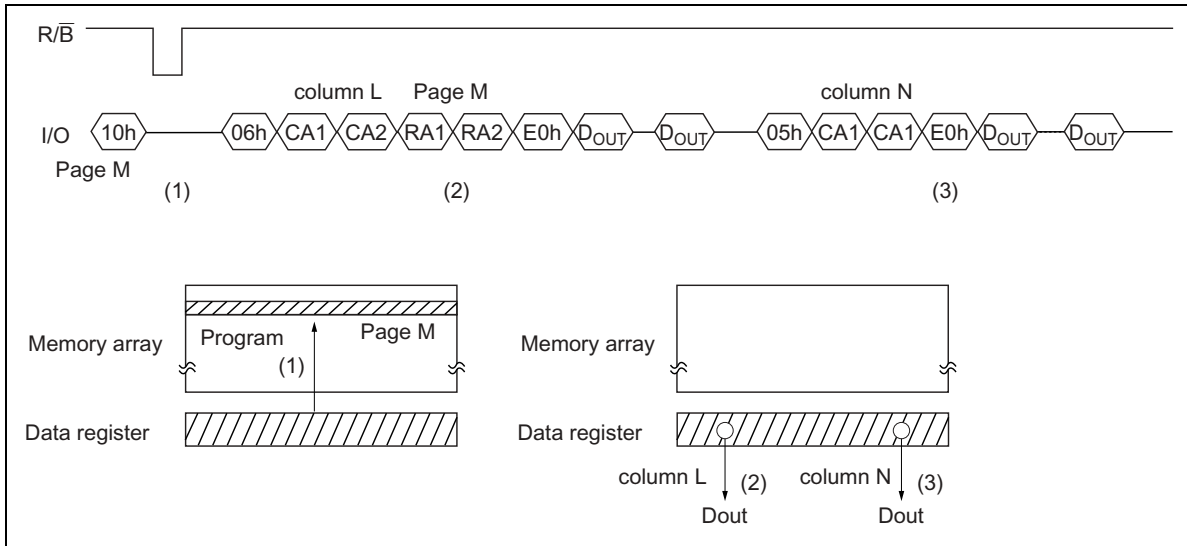 R/B̅
column L Page M column N
I/O 10h 06h CA1 CA2 RA1 RA2 E0h DOUT DOUT 05h CA1 CA1 E0h DOUT DOUT
Page M
(1) (2) (3)
Memory array Program Page M Memory array
(1)
Data register Data register
column L (2) column N (3)
Dout Dout